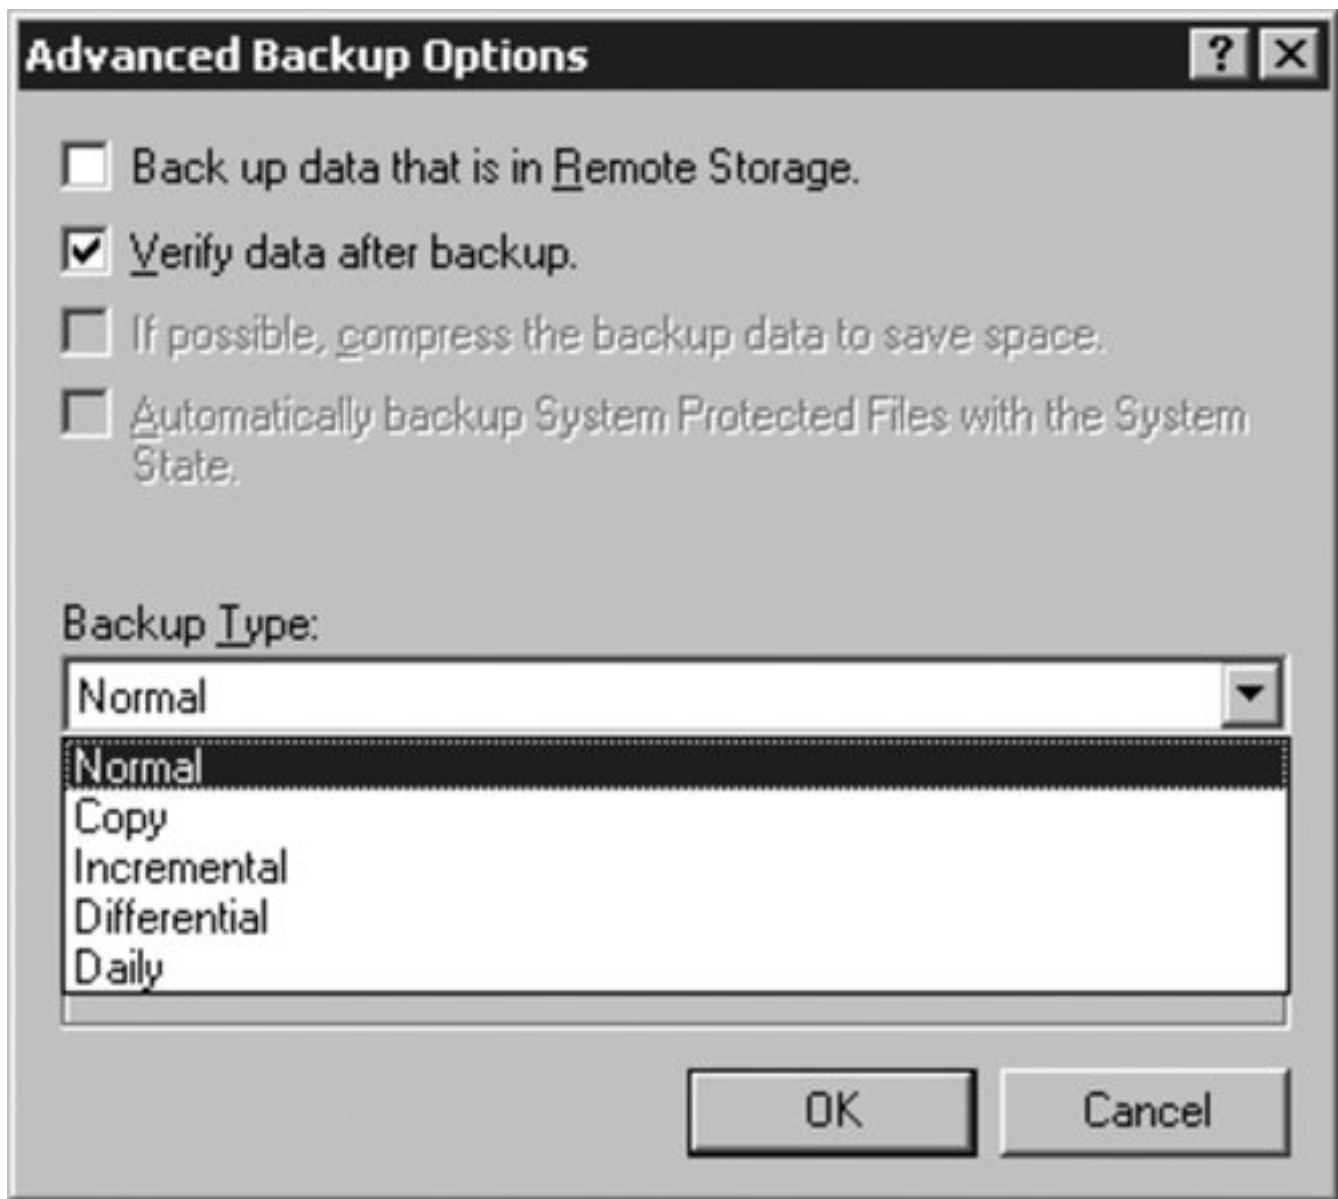 Advanced Backup Options
Back up data that is in Remote Storage.
Verify data after backup.
If possible, compress the backup data to save space.
Automatically backup System Protected Files with the System
State.
Backup Type:
Normal
Normal
Copy
Incremental
Differential
Daily
OK
Cancel